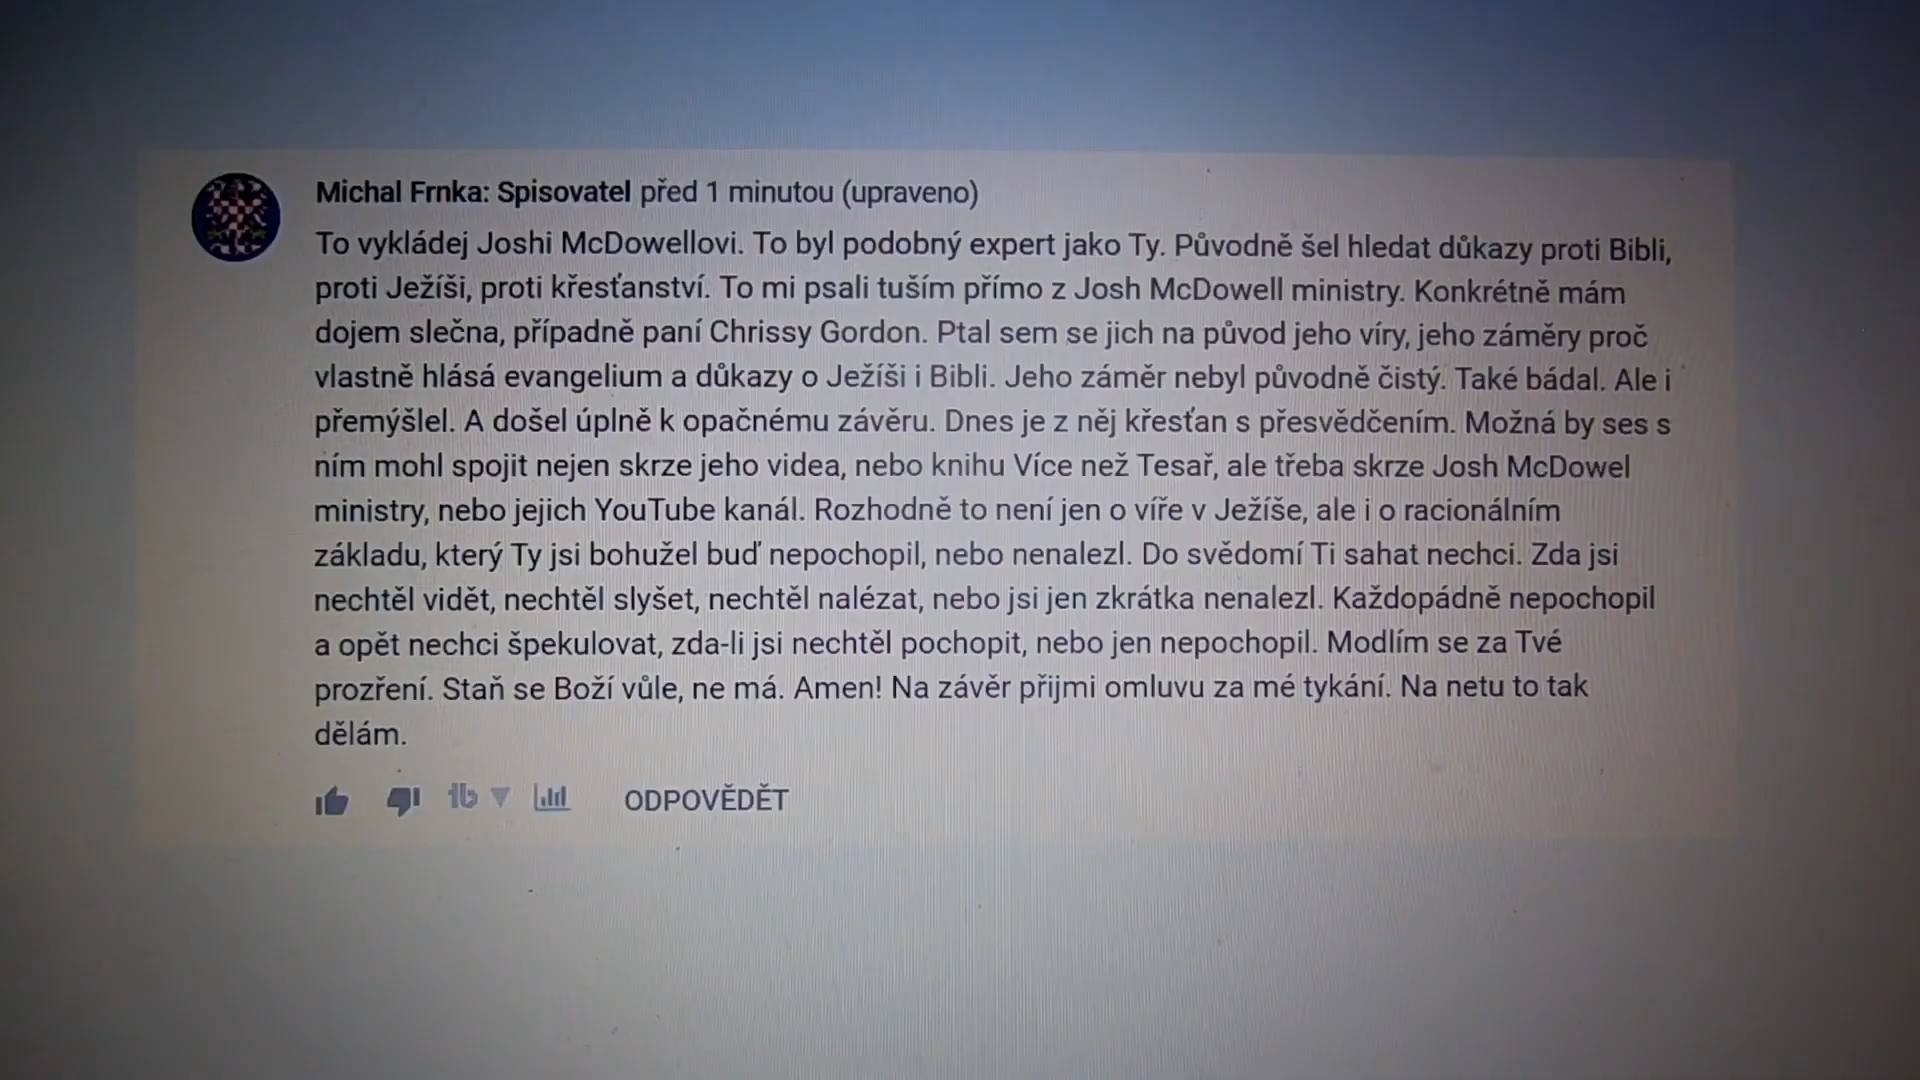 Michal Frnka: Spisovatel před 1 minutou (upraveno)
To vykládej Joshi McDowellovi. To byl podobný expert jako Ty. Původně šel hledat důkazy proti Bibli,
proti Ježíši, proti křesťanství. To mi psali tuším přímo z Josh McDowell ministry. Konkrétně mám
dojem slečna, případně paní Chrissy Gordon. Ptal sem se jich na původ jeho víry, jeho záměry proč
vlastně hlásá evangelium a důkazy o Ježíši i Bibli. Jeho záměr nebyl původně čistý. Také bádal. Ale i
přemýšlel. A došel úplně k opačnému závěru. Dnes je z něj křesťan s přesvědčením. Možná by ses s
ním mohl spojit nejen skrze jeho videa, nebo knihu Více než Tesař, ale třeba skrze Josh McDowel
ministry, nebo jejich YouTube kanál. Rozhodně to není jen o víře v Ježíše, ale i o racionálním
základu, který Ty jsi bohužel buď nepochopil, nebo nenalezl. Do svědomí Ti sahat nechci. Zda jsi
nechtěl vidět, nechtěl slyšet, nechtěl nalézat, nebo jsi jen zkrátka nenalezl. Každopádně nepochopil
a opět nechci špekulovat, zda-li jsi nechtěl pochopit, nebo jen nepochopil. Modlím se za Tvé
prozření. Staň se Boží vůle, ne má. Amen! Na závěr přijmi omluvu za mé tykání. Na netu to tak
dělám.
ODPOVĚDĚT